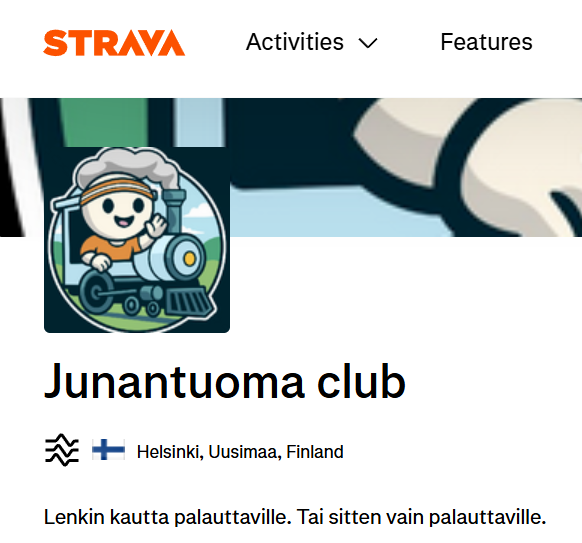 STRAVA
Activities
Features
Junantuoma club
Helsinki, Uusimaa, Finland
Lenkin kautta palauttaville. Tai sitten vain palauttaville.